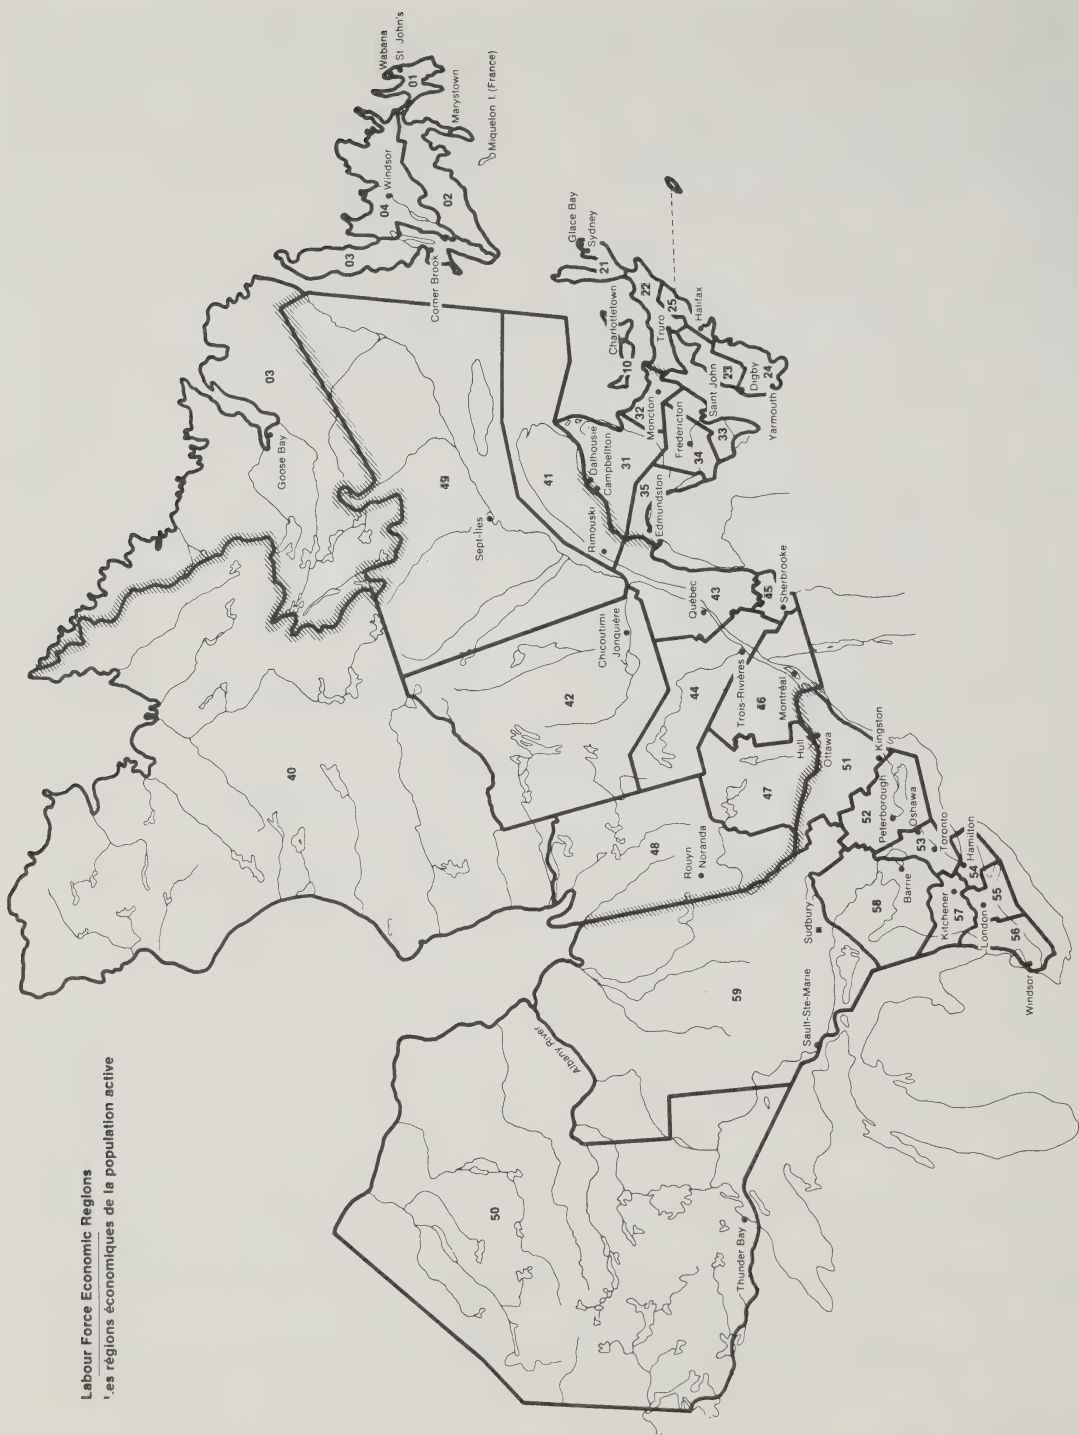 Labour Force Economic Regions
Les régions économiques de la population active
Wabana
St John's
01
Marystown
Miquelon I. (France)
Windsor
04
02
03
Corner Brook
03
Goose Bay
49
Sept-Îles
40
41
42
Chicoutimi
Jonquière
Rimouski
Dalhousie
Campbellton
31
35
Edmundston
Glace Bay
Sydney
21
22
Charlottetown
10
Truro
25
Halifax
32
Moncton
Saint John
23
Digby
24
Yarmouth
Fredericton
34
33
Québec
43
45
Sherbrooke
44
Trois-Rivières
46
Montréal
Hull
Ottawa
47
48
Rouyn
Noranda
51
Kingston
52
Peterborough
Oshawa
53
Toronto
Hamilton
54
55
Barrie
58
Kitchener
57
London
56
Windsor
Sudbury
59
Sault-Ste-Marie
Albany River
50
Thunder Bay